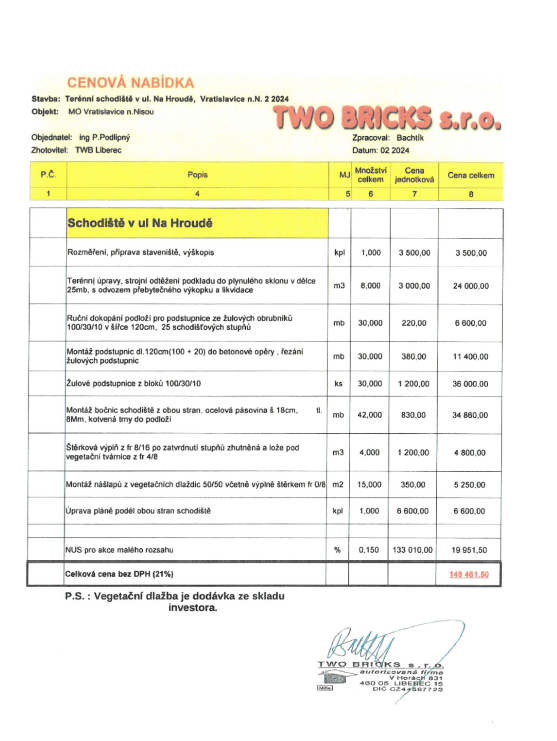 CENOVÁ NABÍDKA
Stavba: Terénní schodiště v ul. Na Hroudě, Vratislavice n.N. 2 2024
Objekt: MO Vratislavice n.Nisou
TWO BRICKS s.r.o.
Objednatel: ing P.Podlipný Zpracoval: Bachtík
Zhotovitel: TWB Liberec Datum: 02 2024
P.Č. Popis MJ Množství celkem Cena jednotková Cena celkem
1 4 5 6 7 8
Schodiště v ul Na Hroudě
Rozměření, příprava staveniště, výškopis kpl 1,000 3 500,00 3 500,00
Terénní úpravy, strojní odtěžení podkladu do plynulého sklonu v délce
25mb, s odvozem přebytečného výkopku a likvidace m3 8,000 3 000,00 24 000,00
Ruční dokopání podloží pro podstupnice ze žulových obrubníků
100/30/10 v šířce 120cm, 25 schodišťových stupňů mb 30,000 220,00 6 600,00
Montáž podstupnic dl.120cm(100 + 20) do betonové opěry , řezání
žulových podstupnic mb 30,000 380,00 11 400,00
Žulové podstupnice z bloků 100/30/10 ks 30,000 1 200,00 36 000,00
Montáž bočnic schodiště z obou stran, ocelová pásovina š 18cm, tl.
8Mm, kotvená trny do podloží mb 42,000 830,00 34 860,00
Štěrková výplň z fr 8/16 po zatvrdnutí stupňů zhutněná a lože pod
vegetační tvárnice z fr 4/8 m3 4,000 1 200,00 4 800,00
Montáž nášlapů z vegetačních dlaždic 50/50 včetně výplně štěrkem fr 0/8 m2 15,000 350,00 5 250,00
Úprava pláně podél obou stran schodiště kpl 1,000 6 600,00 6 600,00
NUS pro akce malého rozsahu % 0,150 133 010,00 19 951,50
Celková cena bez DPH (21%) 149 461,50
P.S. : Vegetační dlažba je dodávka ze skladu
investora.
TWO BRICKS s.r.o.
autorizovaná firma
V Horách 831
460 05 LIBEREC 15
DIČ CZ44567723